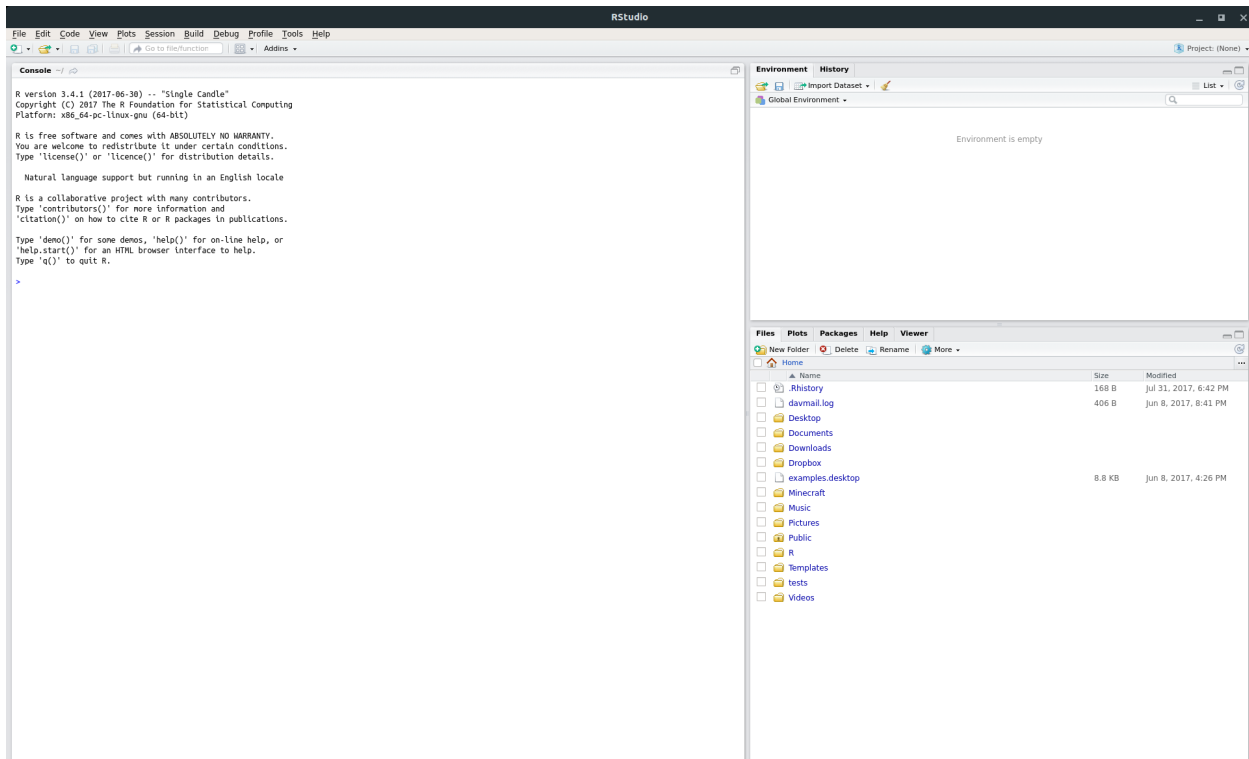 RStudio
File Edit Code View Plots Session Build Debug Profile Tools Help
Go to file/function Addins Project: (None)
Console ~/
R version 3.4.1 (2017-06-30) -- "Single Candle"
Copyright (C) 2017 The R Foundation for Statistical Computing
Platform: x86_64-pc-linux-gnu (64-bit)
R is free software and comes with ABSOLUTELY NO WARRANTY.
You are welcome to redistribute it under certain conditions.
Type 'license()' or 'licence()' for distribution details.
Natural language support but running in an English locale
R is a collaborative project with many contributors.
Type 'contributors()' for more information and
'citation()' on how to cite R or R packages in publications.
Type 'demo()' for some demos, 'help()' for on-line help, or
'help.start()' for an HTML browser interface to help.
Type 'q()' to quit R.
>
Environment History
Import Dataset List
Global Environment
Environment is empty
Files Plots Packages Help Viewer
New Folder Delete Rename More
Home ...
Name Size Modified
.Rhistory 168 B Jul 31, 2017, 6:42 PM
davmail.log 406 B Jun 8, 2017, 8:41 PM
Desktop
Documents
Downloads
Dropbox
examples.desktop 8.8 KB Jun 8, 2017, 4:26 PM
Minecraft
Music
Pictures
Public
R
Templates
tests
Videos